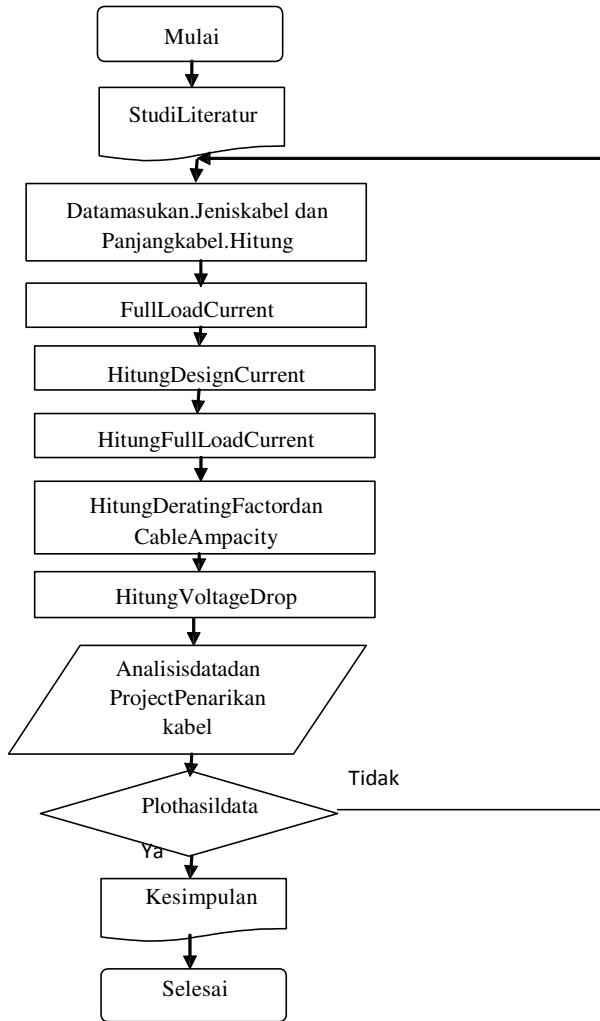 Mulai
StudiLiteratur
Datamasukan.Jeniskabel dan
Panjangkabel.Hitung
FullLoadCurrent
HitungDesignCurrent
HitungFullLoadCurrent
HitungDeratingFactordan
CableAmpacity
HitungVoltageDrop
Analisisdatadan
ProjectPenarikan
kabel
Tidak
Plothasildata
Ya
Kesimpulan
Selesai